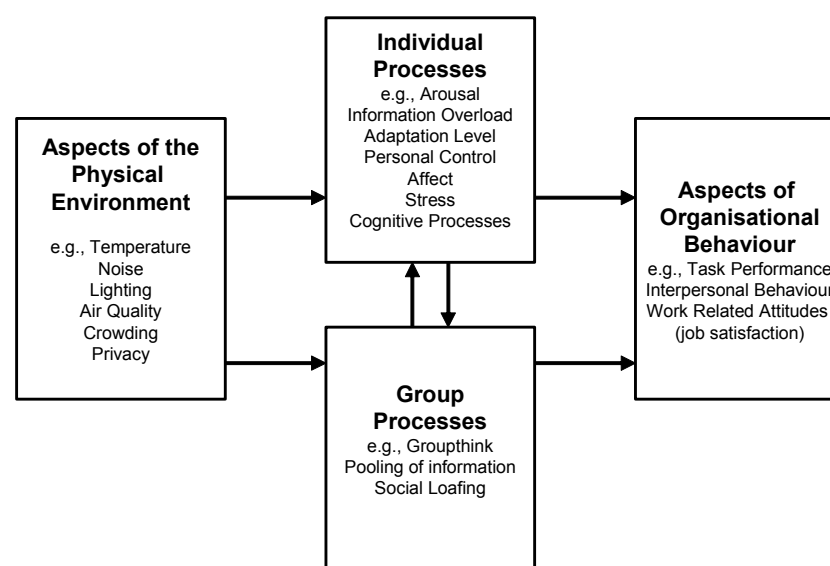 Aspects of the
Physical
Environment
e.g., Temperature
Noise
Lighting
Air Quality
Crowding
Privacy
Individual
Processes
e.g., Arousal
Information Overload
Adaptation Level
Personal Control
Affect
Stress
Cognitive Processes
Group
Processes
e.g., Groupthink
Pooling of information
Social Loafing
Aspects of
Organisational
Behaviour
e.g., Task Performance
Interpersonal Behaviour
Work Related Attitudes
(job satisfaction)